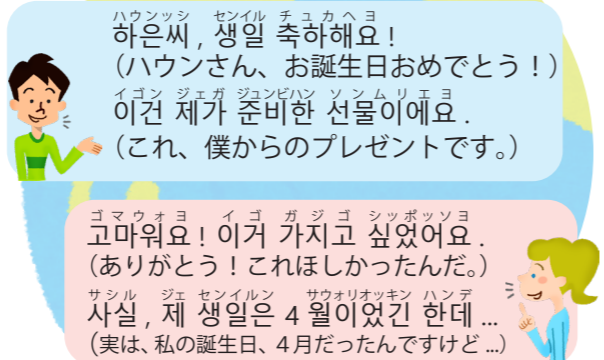 ハウンッシ センイル チュカヘヨ
하은씨 , 생일 축하해요 !
（ハウンさん、お誕生日おめでとう！）
イゴン ジェガ ジュンビハン ソンムリエヨ
이건 제가 준비한 선물이에요 .
（これ、僕からのプレゼントです。）
ゴマウォヨ イゴ ガジゴ シッポッソヨ
고마워요 ! 이거 가지고 싶었어요 .
（ありがとう！これほしかったんだ。）
サシル ジェ センイルン サウォリオッキン ハンデ
사실 , 제 생일은 4 월이었긴 한데 ...
（実は、私の誕生日、４月だったんですけど ...）